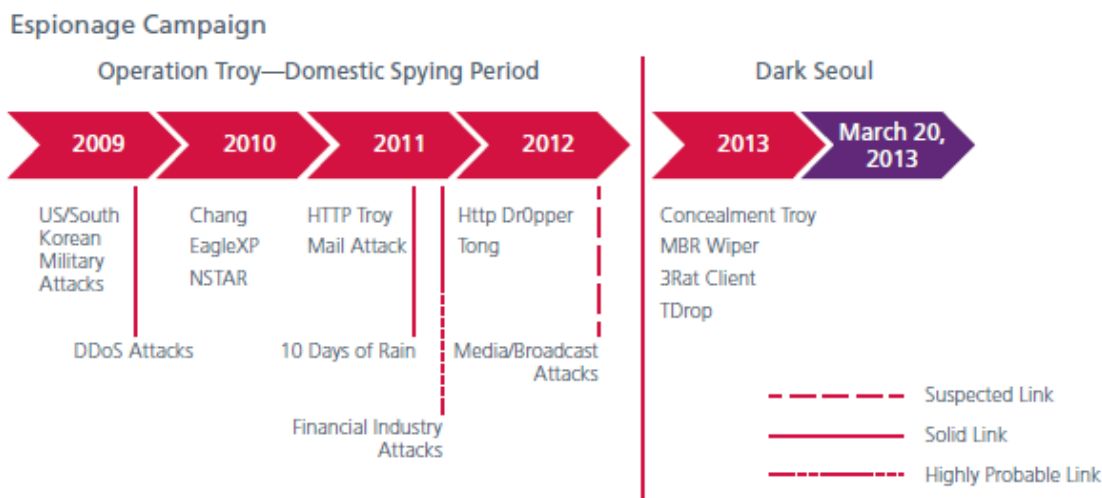 Espionage Campaign
Operation Troy—Domestic Spying Period
Dark Seoul
2009
2010
2011
2012
2013
March 20,
2013
US/South
Korean
Military
Attacks
Chang
EagleXP
NSTAR
HTTP Troy
Mail Attack
Http Dr0pper
Tong
Concealment Troy
MBR Wiper
3Rat Client
TDrop
DDoS Attacks
10 Days of Rain
Media/Broadcast
Attacks
Financial Industry
Attacks
Suspected Link
Solid Link
Highly Probable Link